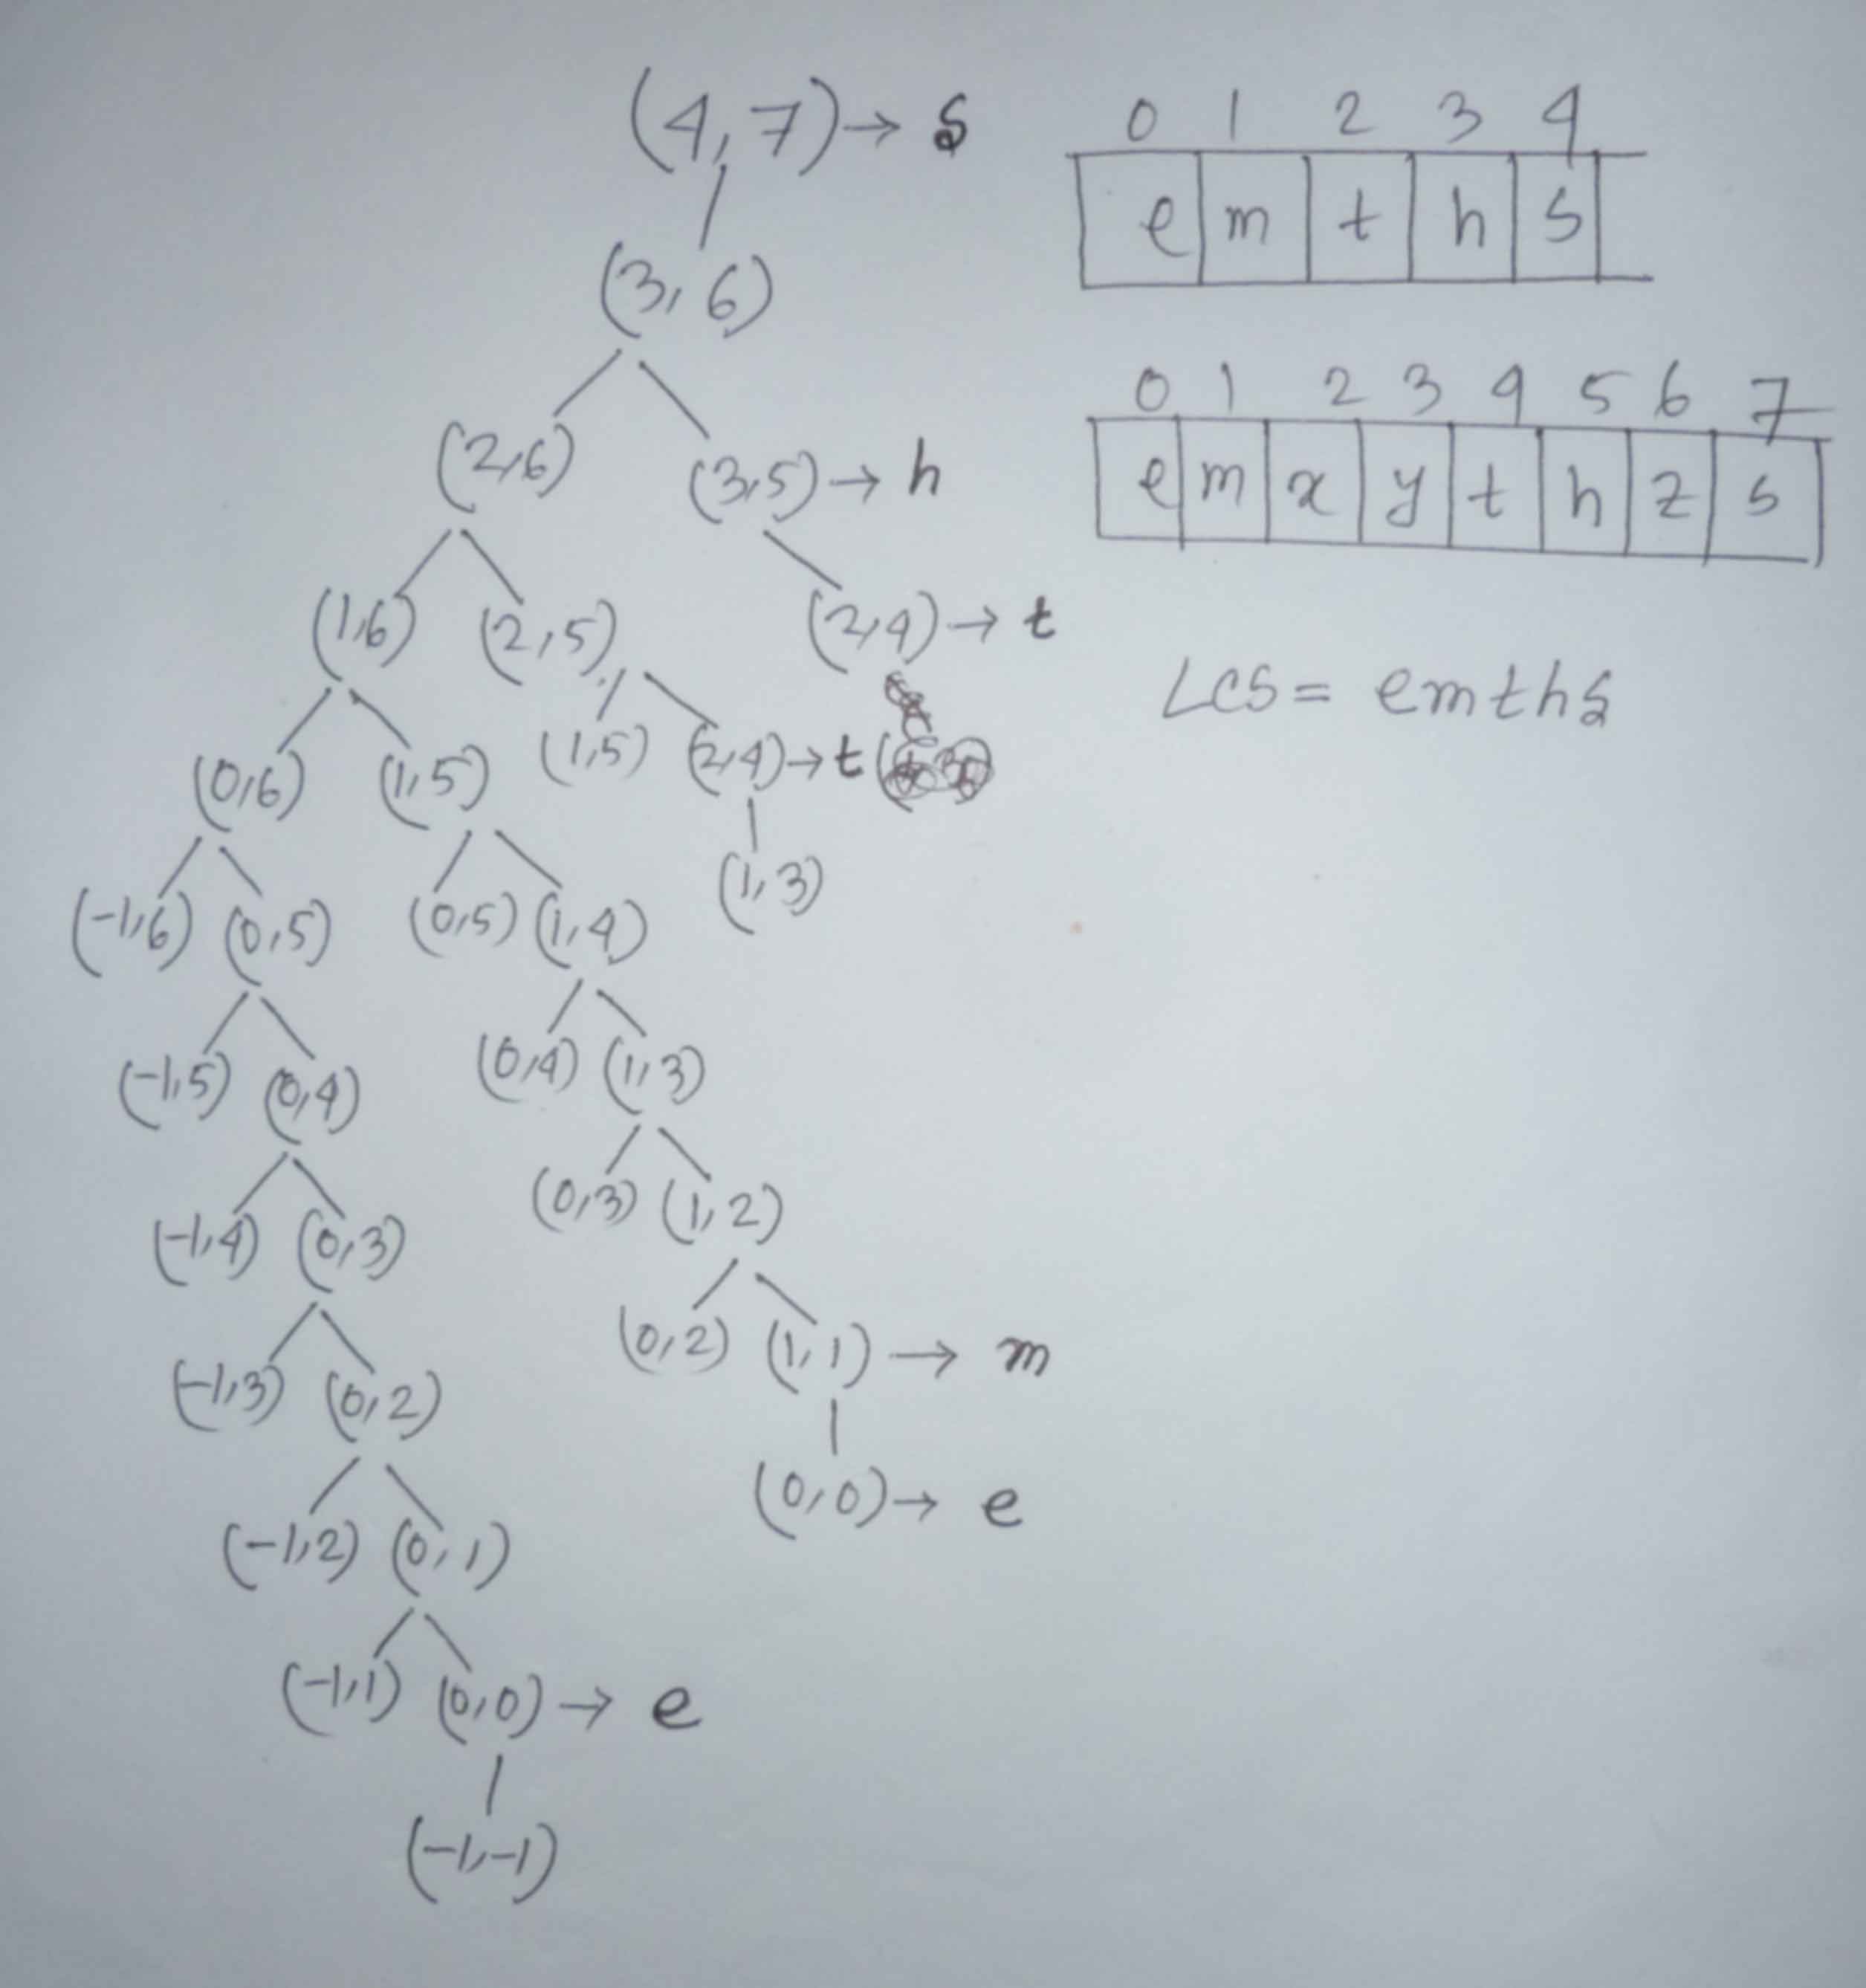 (4,7) → s
0 1 2 3 4
e m t h s
(3,6)
0 1 2 3 4 5 6 7
e m x y t h z s
(2,6) (3,5) → h
(1,6) (2,5) (2,4) → t
LCS = emths
(0,6) (1,5) (1,5) (2,4) → t
(1,3)
(-1,6) (0,5) (0,5) (1,4)
(-1,5) (0,4) (0,4) (1,3)
(-1,4) (0,3) (0,3) (1,2)
(-1,3) (0,2) (0,2) (1,1) → m
(-1,2) (0,1) (0,0) → e
(-1,1) (0,0) → e
(-1,-1)